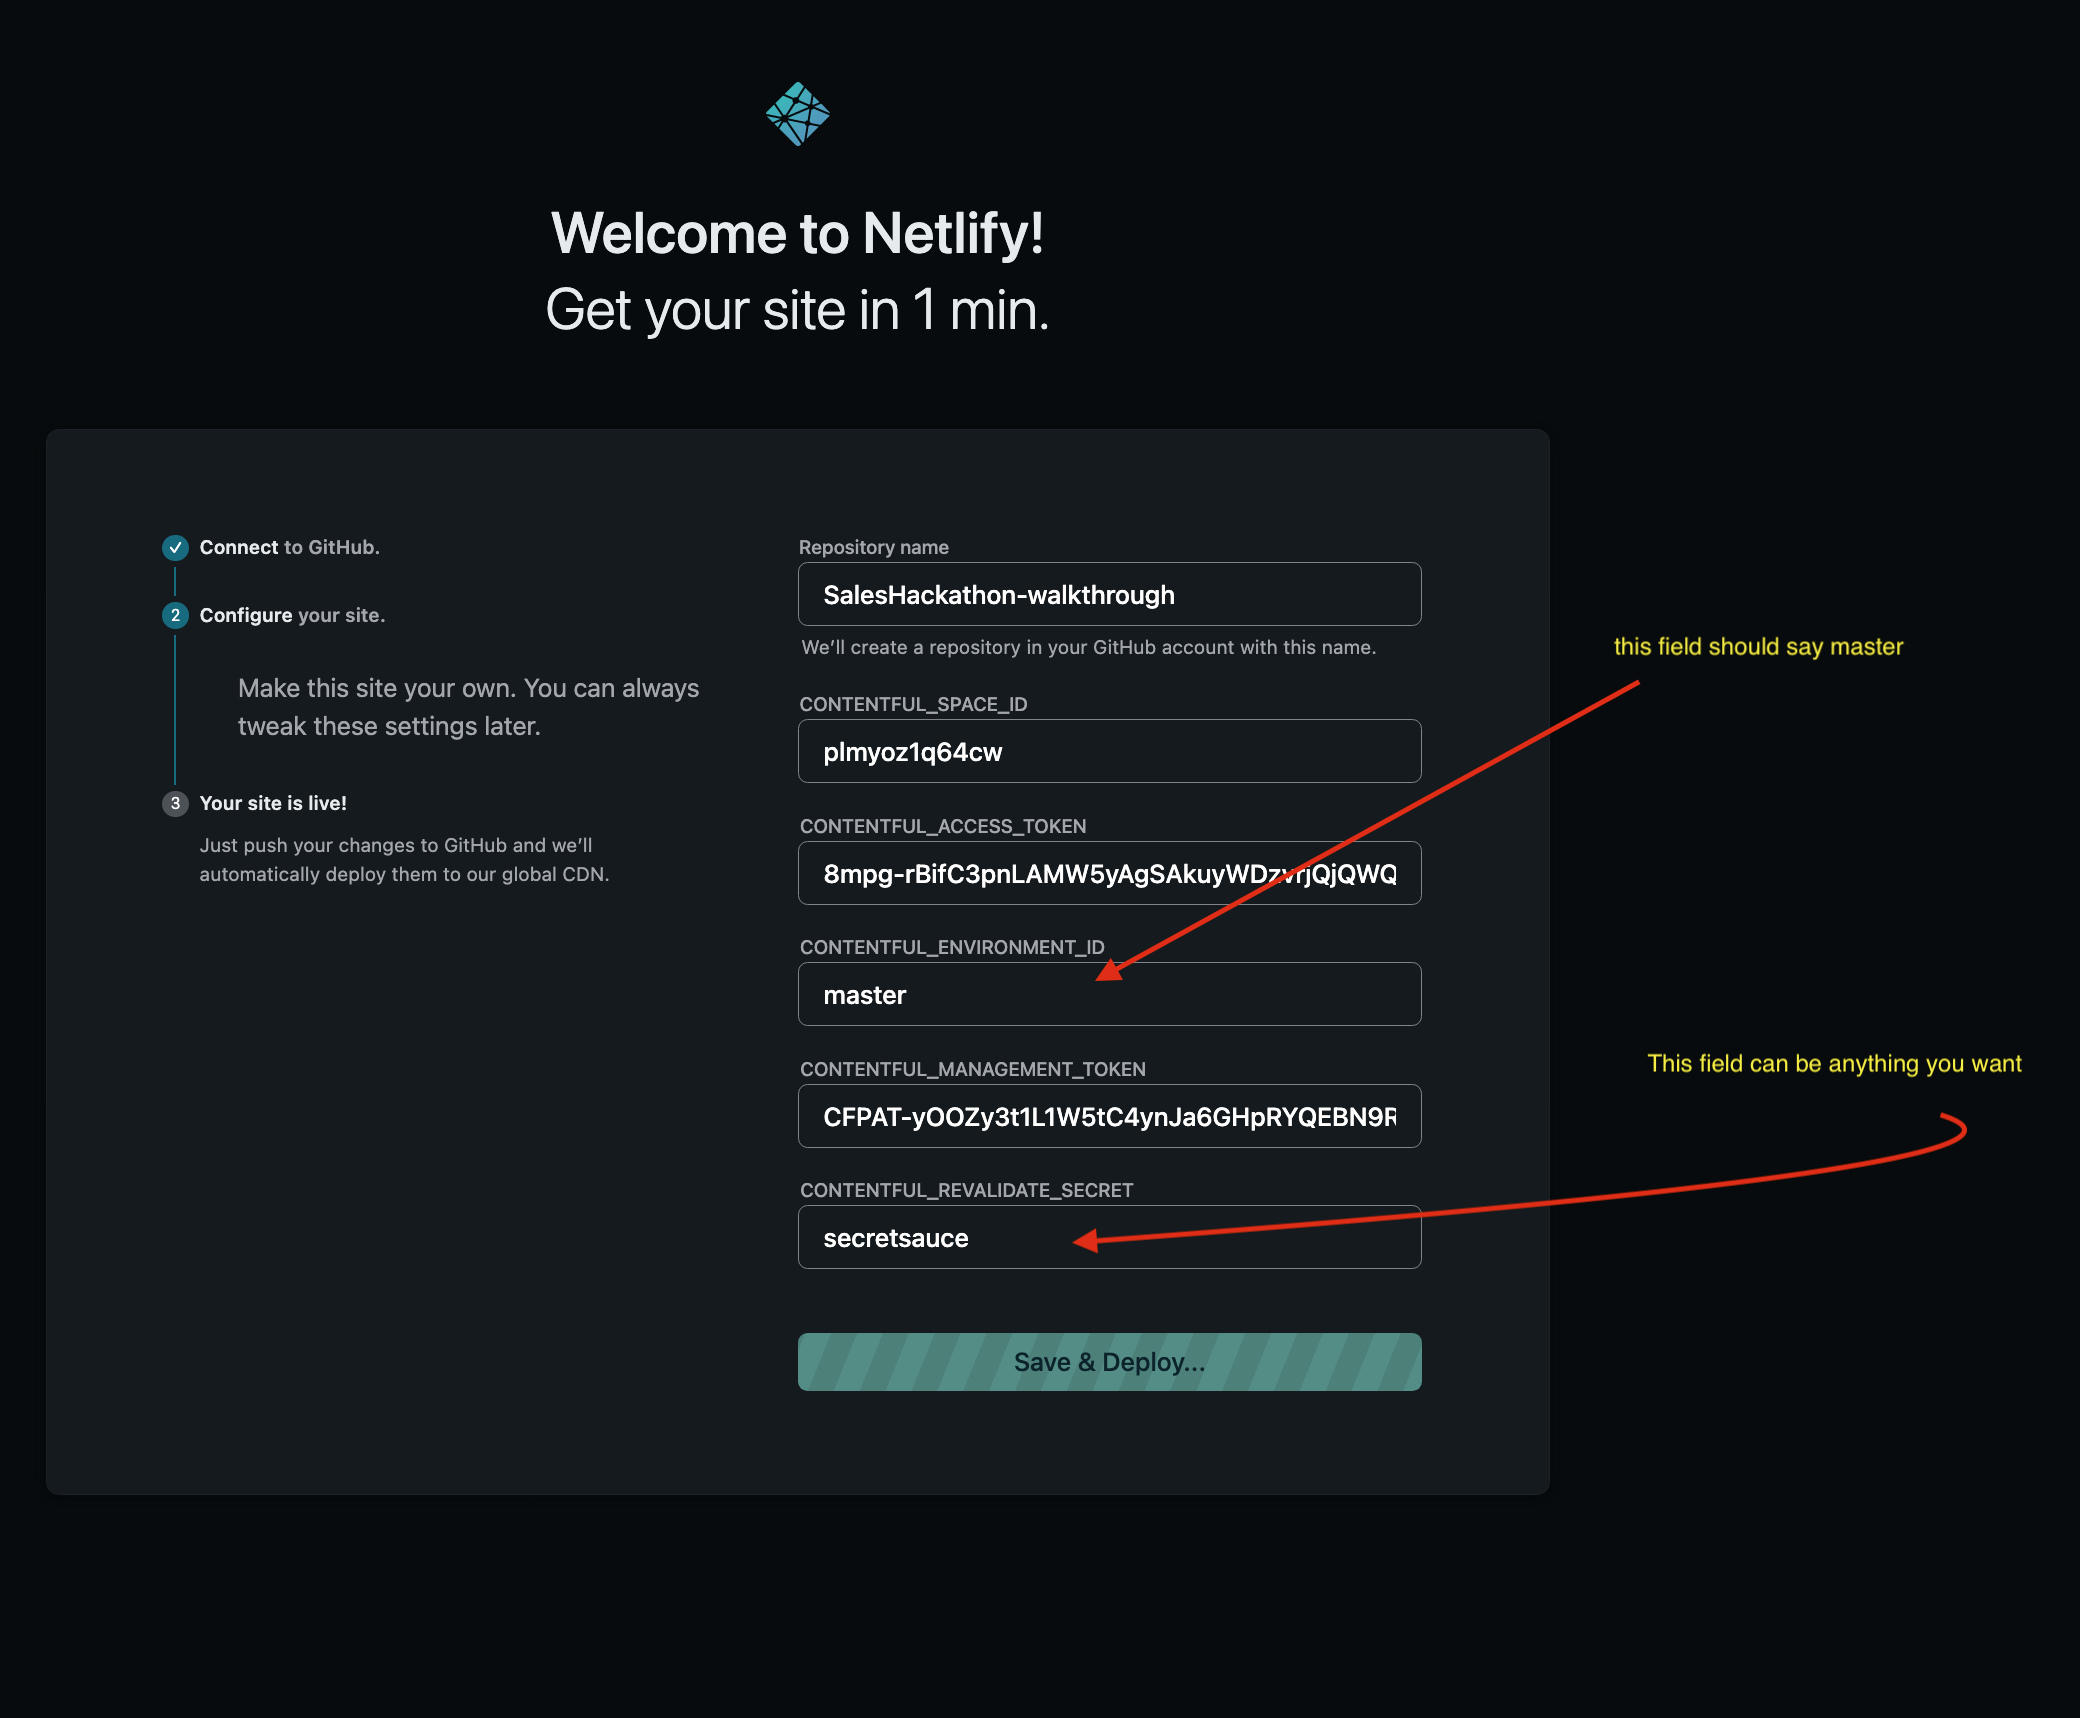 Welcome to Netlify!
Get your site in 1 min.
Connect to GitHub.
2 Configure your site.
Make this site your own. You can always
tweak these settings later.
3 Your site is live!
Just push your changes to GitHub and we'll
automatically deploy them to our global CDN.
Repository name
SalesHackathon-walkthrough
We'll create a repository in your GitHub account with this name.
CONTENTFUL_SPACE_ID
plmyoz1q64cw
CONTENTFUL_ACCESS_TOKEN
8mpg-rBifC3pnLAMW5yAgSAkuyWDzvrjQjQWQ
CONTENTFUL_ENVIRONMENT_ID
master
CONTENTFUL_MANAGEMENT_TOKEN
CFPAT-yOOZy3t1L1W5tC4ynJa6GHpRYQEBN9R
CONTENTFUL_REVALIDATE_SECRET
secretsauce
Save & Deploy...
this field should say master
This field can be anything you want